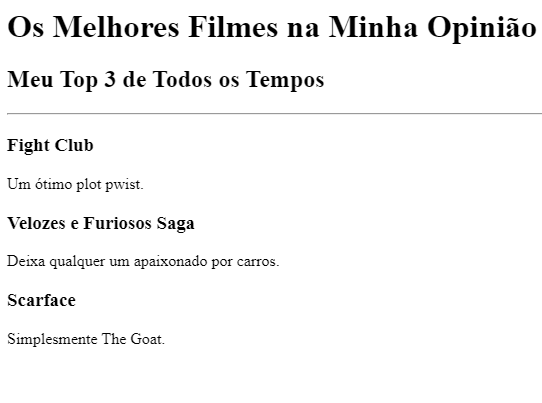 Os Melhores Filmes na Minha Opinião
Meu Top 3 de Todos os Tempos
Fight Club
Um ótimo plot pwist.
Velozes e Furiosos Saga
Deixa qualquer um apaixonado por carros.
Scarface
Simplesmente The Goat.